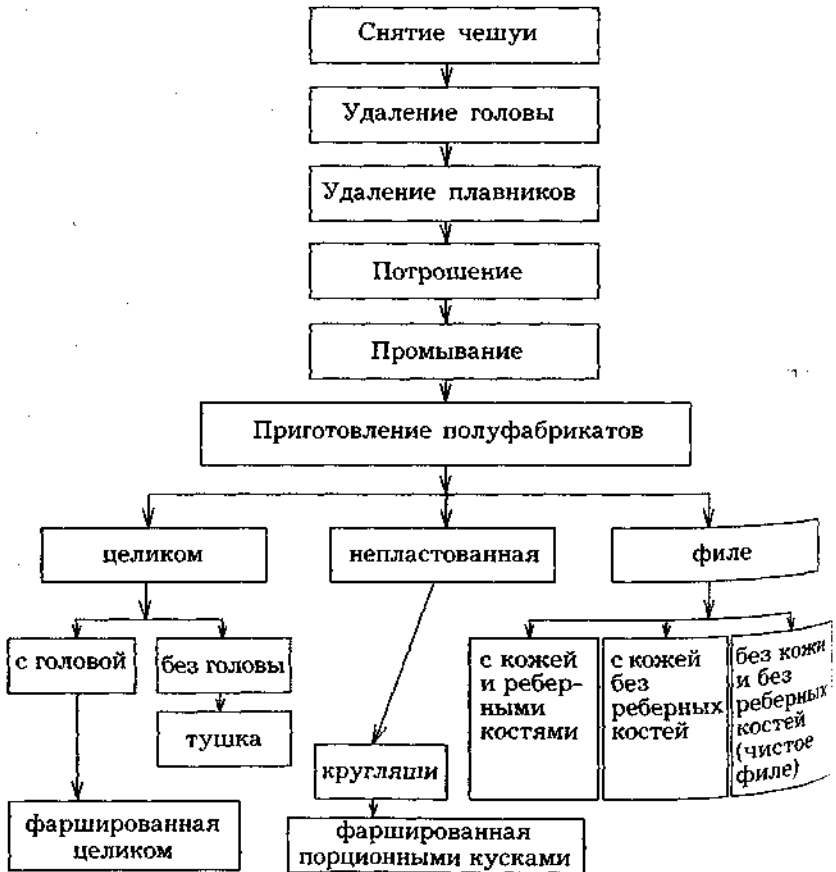 Снятие чешуи
Удаление головы
Удаление плавников
Потрошение
Промывание
Приготовление полуфабрикатов
целиком
непластованная
филе
с головой
без головы
тушка
фаршированная
целиком
кругляши
фаршированная
порционными кусками
с кожей
и ребер-
ными
костями
с кожей
без
реберных
костей
без кожи
и без
реберных
костей
(чистое
филе)